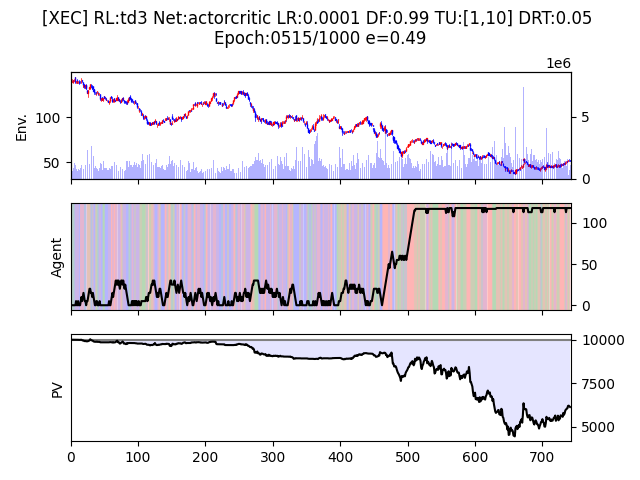 [XEC] RL:td3 Net:actorcritic LR:0.0001 DF:0.99 TU:[1,10] DRT:0.05
Epoch:0515/1000 e=0.49
1e6
Env.
100
50
5
0
Agent
100
50
0
PV
10000
7500
5000
0 100 200 300 400 500 600 700